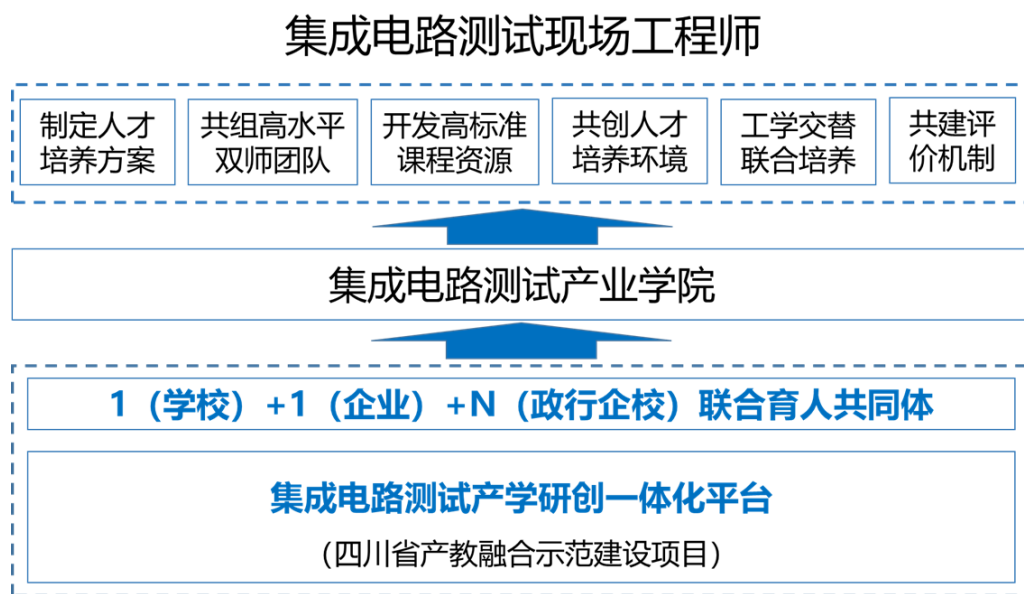 集成电路测试现场工程师
制定人才
培养方案
共组高水平
双师团队
开发高标准
课程资源
共创人才
培养环境
工学交替
联合培养
共建评
价机制
集成电路测试产业学院
1（学校）+1（企业）+N（政行企校）联合育人共同体
集成电路测试产学研创一体化平台
（四川省产教融合示范建设项目）